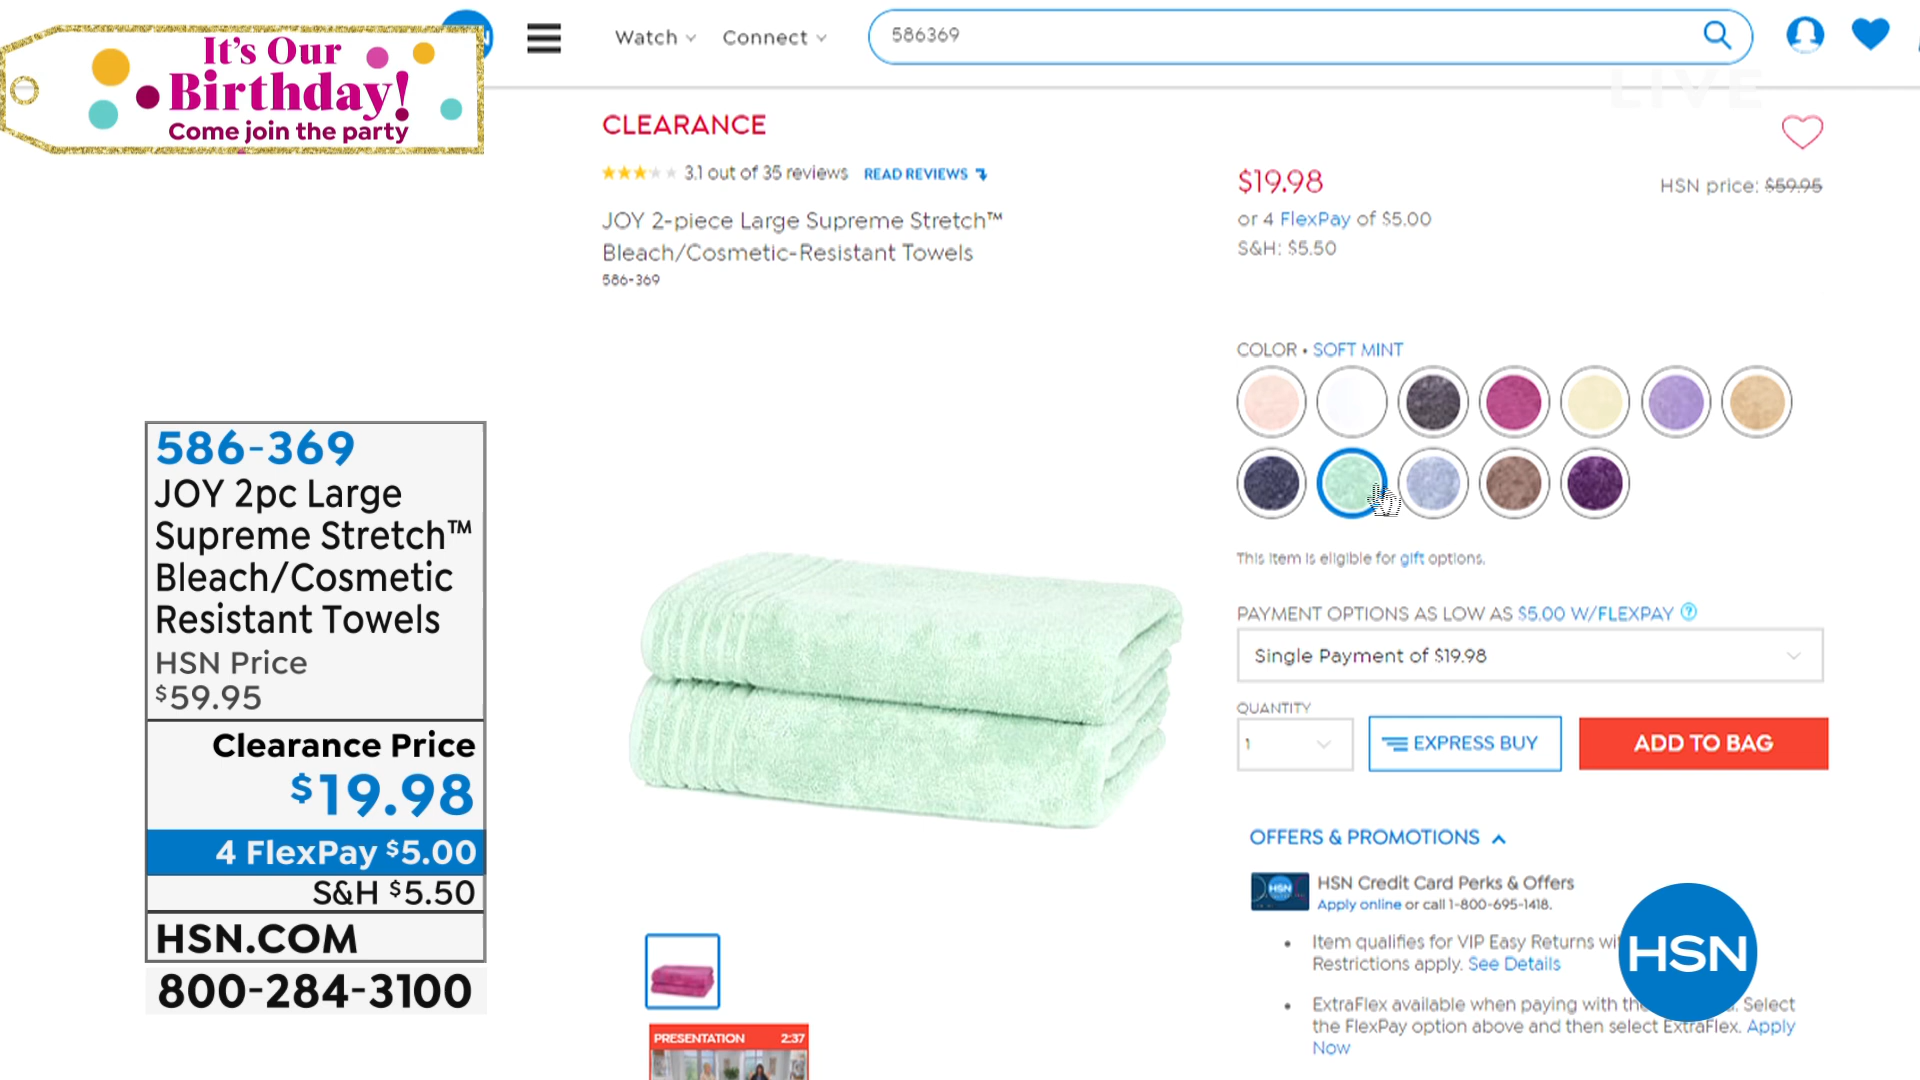 It's Our
Birthday!
Come join the party
Watch
Connect
586369
LIVE
CLEARANCE
3.1 out of 35 reviews READ REVIEWS
JOY 2-piece Large Supreme Stretch™
Bleach/Cosmetic-Resistant Towels
586-369
$19.98
HSN price: $59.95
or 4 FlexPay of $5.00
S&H: $5.50
COLOR • SOFT MINT
This item is eligible for gift options.
PAYMENT OPTIONS AS LOW AS $5.00 W/FLEXPAY ?
Single Payment of $19.98
QUANTITY
1
EXPRESS BUY
ADD TO BAG
OFFERS & PROMOTIONS
HSN
HSN Credit Card Perks & Offers
Apply online or call 1-800-695-1418.
• Item qualifies for VIP Easy Returns
Restrictions apply. See Details
• ExtraFlex available when paying with Select
the FlexPay option above and then select ExtraFlex. Apply
Now
HSN
586-369
JOY 2pc Large
Supreme Stretch™
Bleach/Cosmetic
Resistant Towels
HSN Price
$59.95
Clearance Price
$19.98
4 FlexPay $5.00
S&H $5.50
HSN.COM
800-284-3100
PRESENTATION 2:37